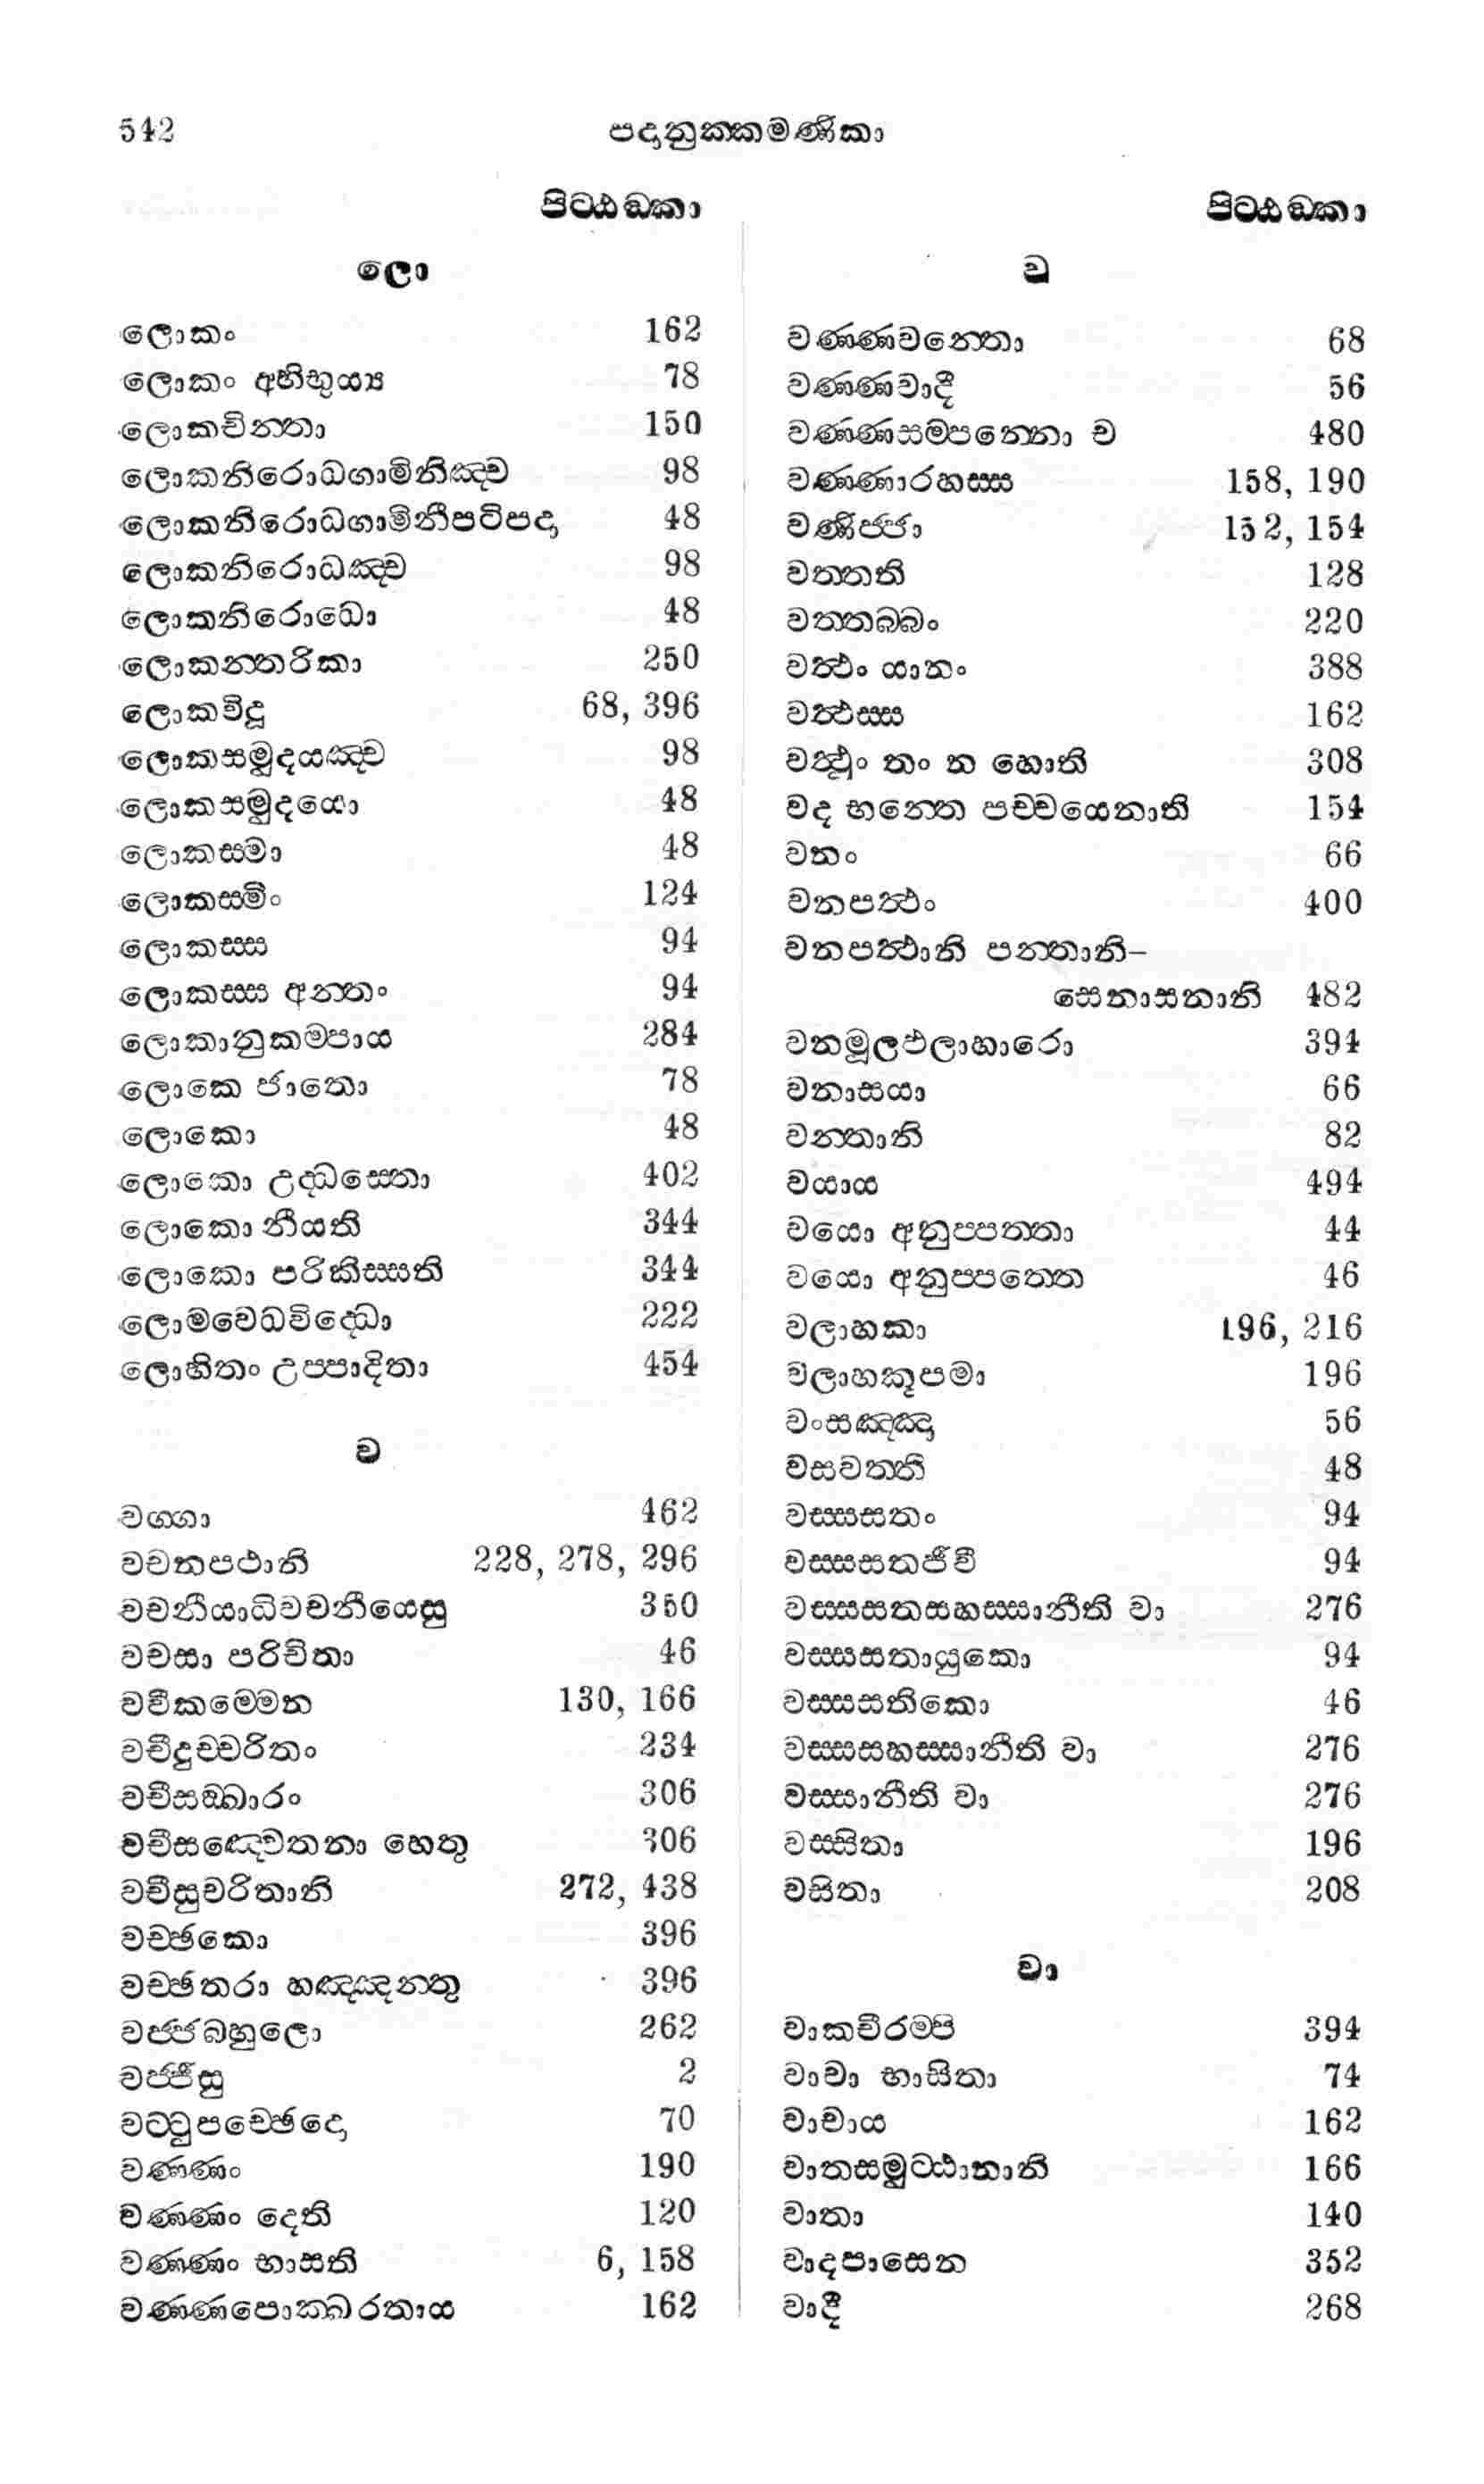 542
පදානුක‍්කමණිකා
පිට‍්ඨඞ‍්කා
ලො
ලොකං 162
ලොකං අභිභුය්‍ය 78
ලොකචින‍්තා 150
ලොකනිරොධගාමිනිඤ‍්ච 98
ලොකනිරොධගාමිනීපටිපදා 48
ලොකනිරොධඤ‍්ච 98
ලොකනිරොධො 48
ලොකන‍්තරිකා 250
ලොකවිදූ 68, 396
ලොකසමුදයඤ‍්ච 98
ලොකසමුදයො 48
ලොකසමා 48
ලොකසමිං 124
ලොකස‍්ස 94
ලොකස‍්ස අන‍්තං 94
ලොකානුකම‍්පාය 284
ලොකෙ ජාතො 78
ලොකො 48
ලොකො උද‍්ධස‍්තො 402
ලොකො නීයති 344
ලොකො පරිකිස‍්සති 344
ලොමවෙධවිද‍්ධො 222
ලොහිතං උප‍්පාදිතා 454
ව
වග‍්ගා 462
වචනපථානි 228, 278, 296
වචනීයාධිවචනීයෙසු 350
වචසා පරිචිතා 46
වචීකම‍්මෙන 130, 166
වචීදුච‍්චරිතං 234
වචීසඞ‍්ඛාරං 306
වචීසඤ‍්චෙතනා හෙතු 306
වචීසුචරිතානි 272, 438
වච‍්ඡකො 396
වච‍්ඡතරා හඤ‍්ඤන‍්තු 396
වජ‍්ජබහුලො 262
වජ‍්ජීසු 2
වට‍්ටුපච‍්ඡෙදො 70
වණ‍්ණං 190
වණ‍්ණං දෙති 120
වණ‍්ණං භාසති 6, 158
වණ‍්ණපොක‍්ඛරතාය 162
පිට‍්ඨඞ‍්කා
ව
වණ‍්ණවන‍්තො 68
වණ‍්ණවාදී 56
වණ‍්ණසම‍්පන‍්නො ච 480
වණ‍්ණාරහස‍්ස 158, 190
වණිජ‍්ජා 152, 154
වත‍්තති 128
වත‍්තබ‍්බං 220
වත්‍ථං යානං 388
වත්‍ථස‍්ස 162
වත්‍ථුං තං න හොති 308
වද භන‍්තෙ පච‍්චයෙනාති 154
වනං 66
වනපත්‍ථං 400
වනපත්‍ථානි පන‍්තානි–
සෙනාසනානි 482
වනමූලඵලාහාරො 394
වනාසයා 66
වන‍්තානි 82
වයාය 494
වයො අනුප‍්පත‍්තා 44
වයො අනුප‍්පත‍්තෙ 46
වලාහකා 196, 216
වලාහකූපමා 196
වංසඤ‍්ඤා 56
වසවත‍්තී 48
වස‍්සසතං 94
වස‍්සසතජීවී 94
වස‍්සසතසහස‍්සානීති වා 276
වස‍්සසතායුකො 94
වස‍්සසතිකො 46
වස‍්සසහස‍්සානීති වා 276
වස‍්සානීති වා 276
වස‍්සිතා 196
වසිතා 208
වා
වාකචීරම‍්පි 394
වාචා භාසිතා 74
වාචාය 162
වාතසමුට‍්ඨානානි 166
වාතා 140
වාදපාසෙන 352
වාදී 268